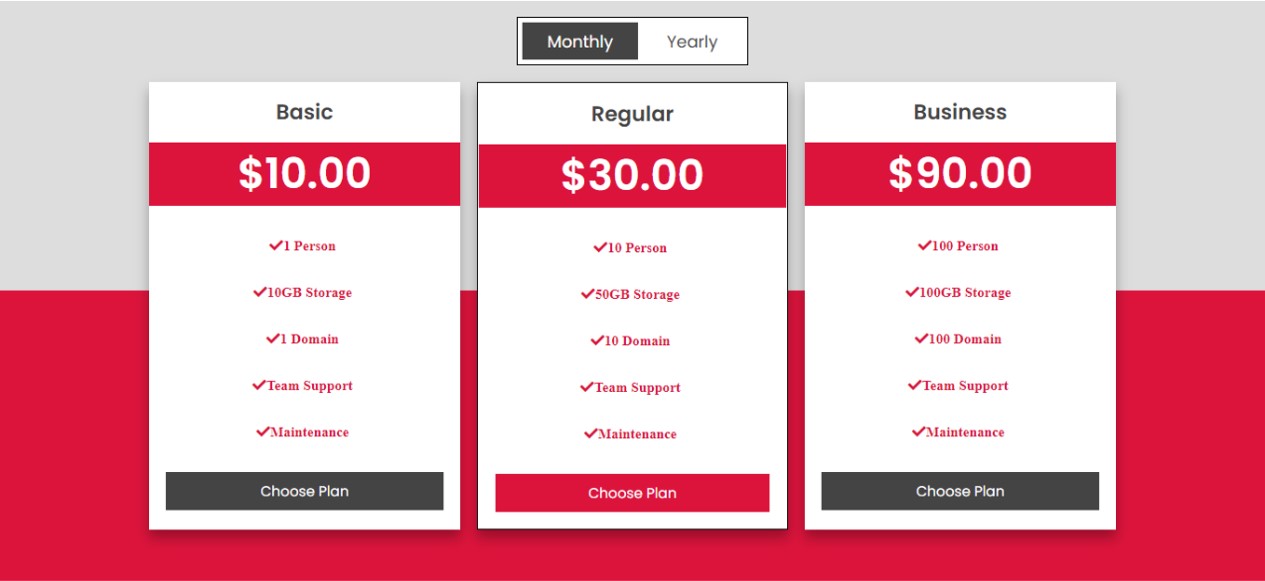 Monthly Yearly
Basic
$10.00
1 Person
10GB Storage
1 Domain
Team Support
Maintenance
Choose Plan
Regular
$30.00
10 Person
50GB Storage
10 Domain
Team Support
Maintenance
Choose Plan
Business
$90.00
100 Person
100GB Storage
100 Domain
Team Support
Maintenance
Choose Plan